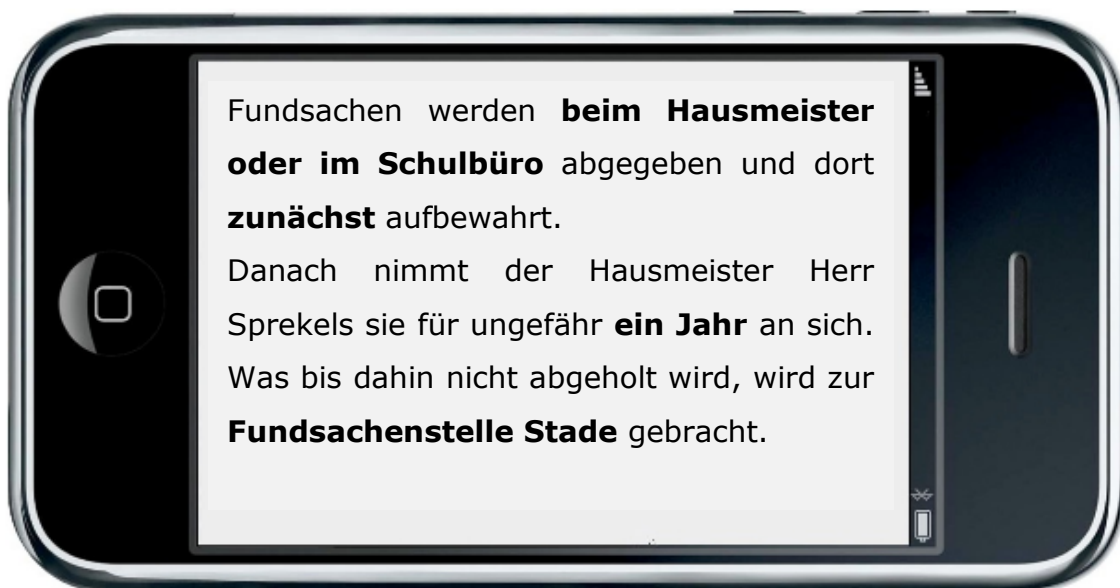 Fundsachen werden beim Hausmeister
oder im Schulbüro abgegeben und dort
zunächst aufbewahrt.
Danach nimmt der Hausmeister Herr
Sprekels sie für ungefähr ein Jahr an sich.
Was bis dahin nicht abgeholt wird, wird zur
Fundsachenstelle Stade gebracht.